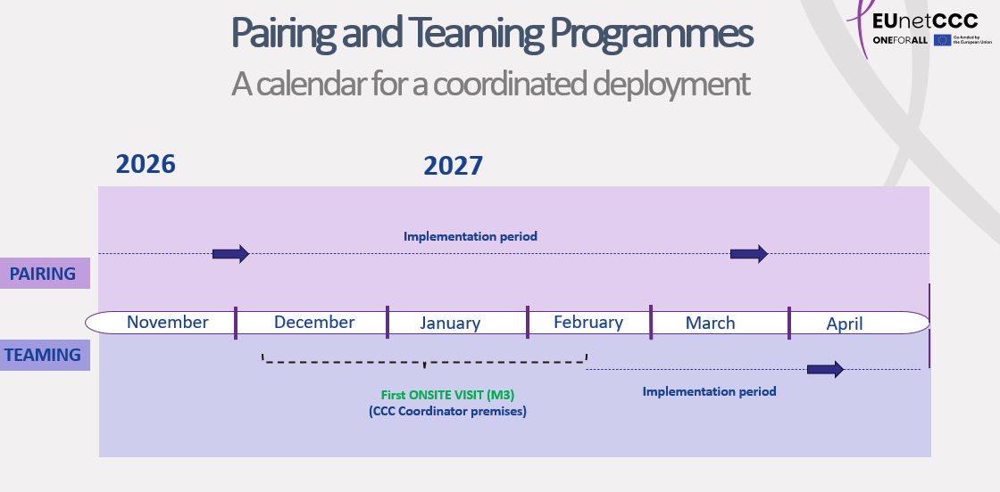 Pairing and Teaming Programmes
A calendar for a coordinated deployment
EUnetCCC
ONEFORALL
Co-funded by
the European Union
2026
2027
Implementation period
PAIRING
November
December
January
February
March
April
TEAMING
First ONSITE VISIT (M3)
(CCC Coordinator premises)
Implementation period